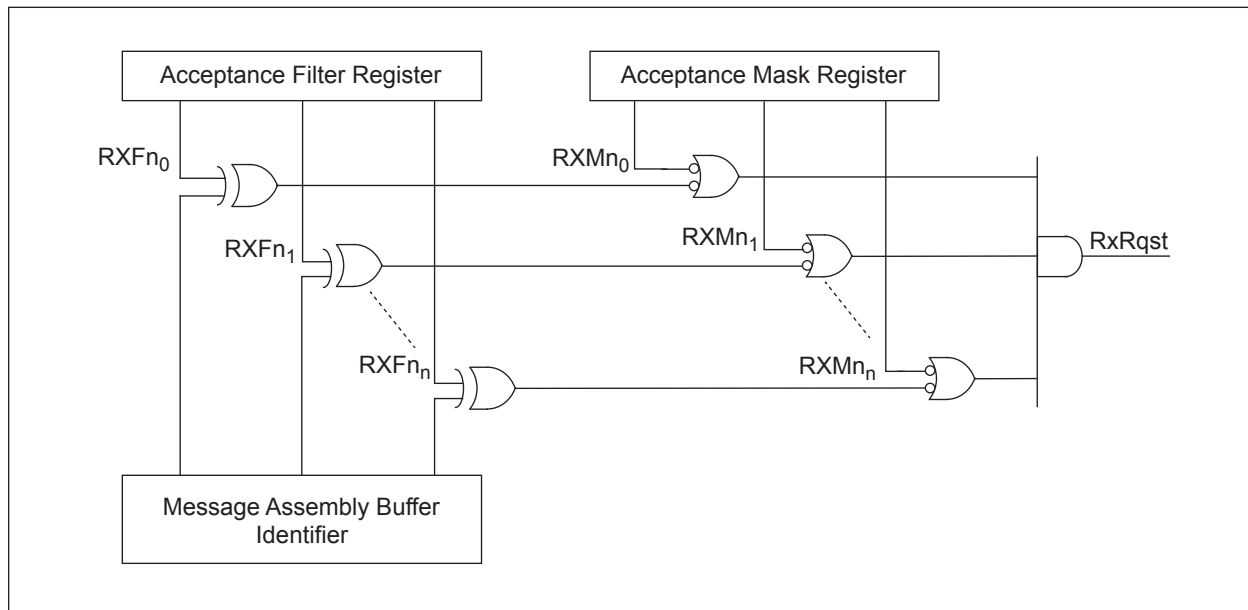 Acceptance Filter Register
Acceptance Mask Register
RXFn0
RXMn0
RXFn1
RXMn1
RxRqst
RXFnn
RXMnn
Message Assembly Buffer
Identifier